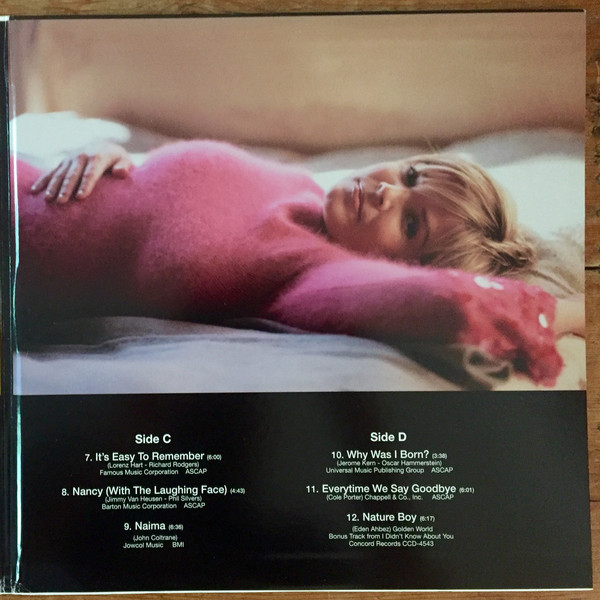 Side C
7. It's Easy To Remember (6:00)
(Lorenz Hart - Richard Rodgers)
Famous Music Corporation ASCAP
8. Nancy (With The Laughing Face) (4:43)
(Jimmy Van Heusen - Phil Silvers)
Barton Music Corporation ASCAP
9. Naima (6:36)
(John Coltrane)
Jowcol Music BMI
Side D
10. Why Was I Born? (3:38)
(Jerome Kern - Oscar Hammerstein)
Universal Music Publishing Group ASCAP
11. Everytime We Say Goodbye (6:01)
(Cole Porter) Chappell & Co., Inc. ASCAP
12. Nature Boy (6:17)
(Eden Ahbez) Golden World
Bonus Track from I Didn't Know About You
Concord Records CCD-4543